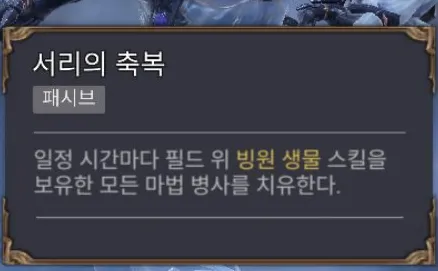 서리의 축복
패시브
일정 시간마다 필드 위 빙원 생물 스킬을
보유한 모든 마법 병사를 치유한다.